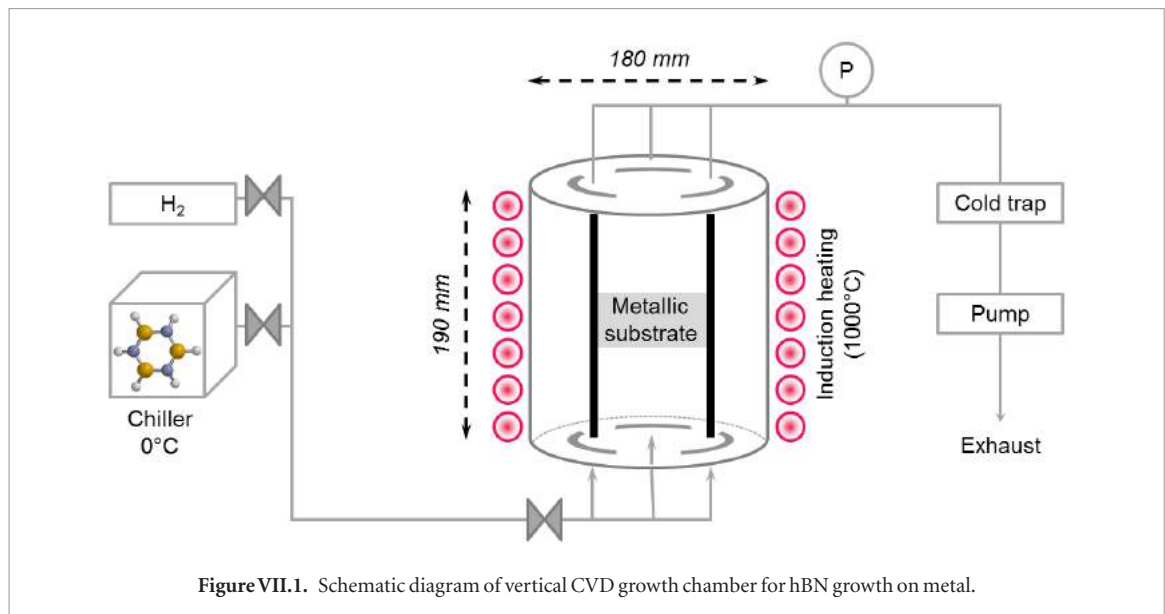 180 mm
P
H₂
190 mm
Metallic
substrate
Induction heating
(1000°C)
Cold trap
Pump
Chiller
0°C
Exhaust
Figure VII.1. Schematic diagram of vertical CVD growth chamber for hBN growth on metal.